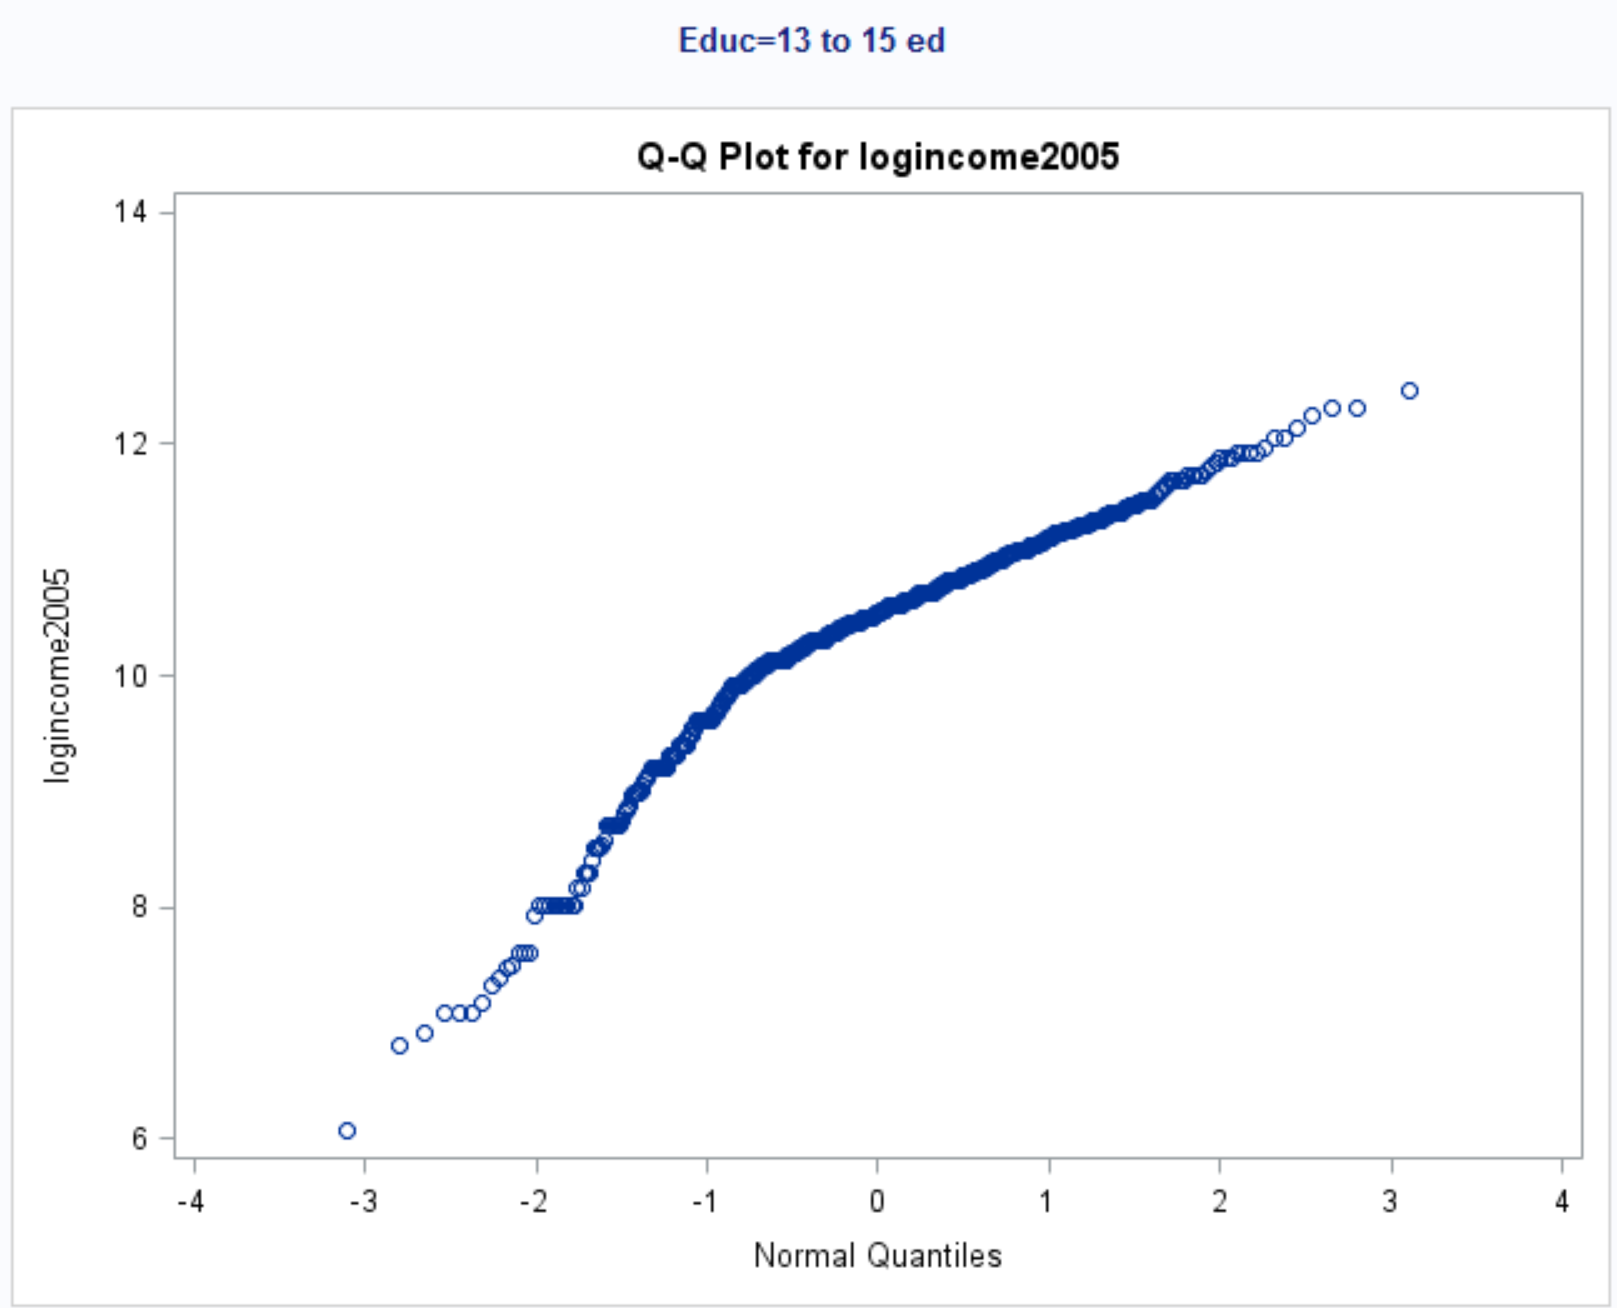 Educ=13 to 15 ed
Q-Q Plot for logincome2005
14
12
10
8
6
logincome2005
-4 -3 -2 -1 0 1 2 3 4
Normal Quantiles